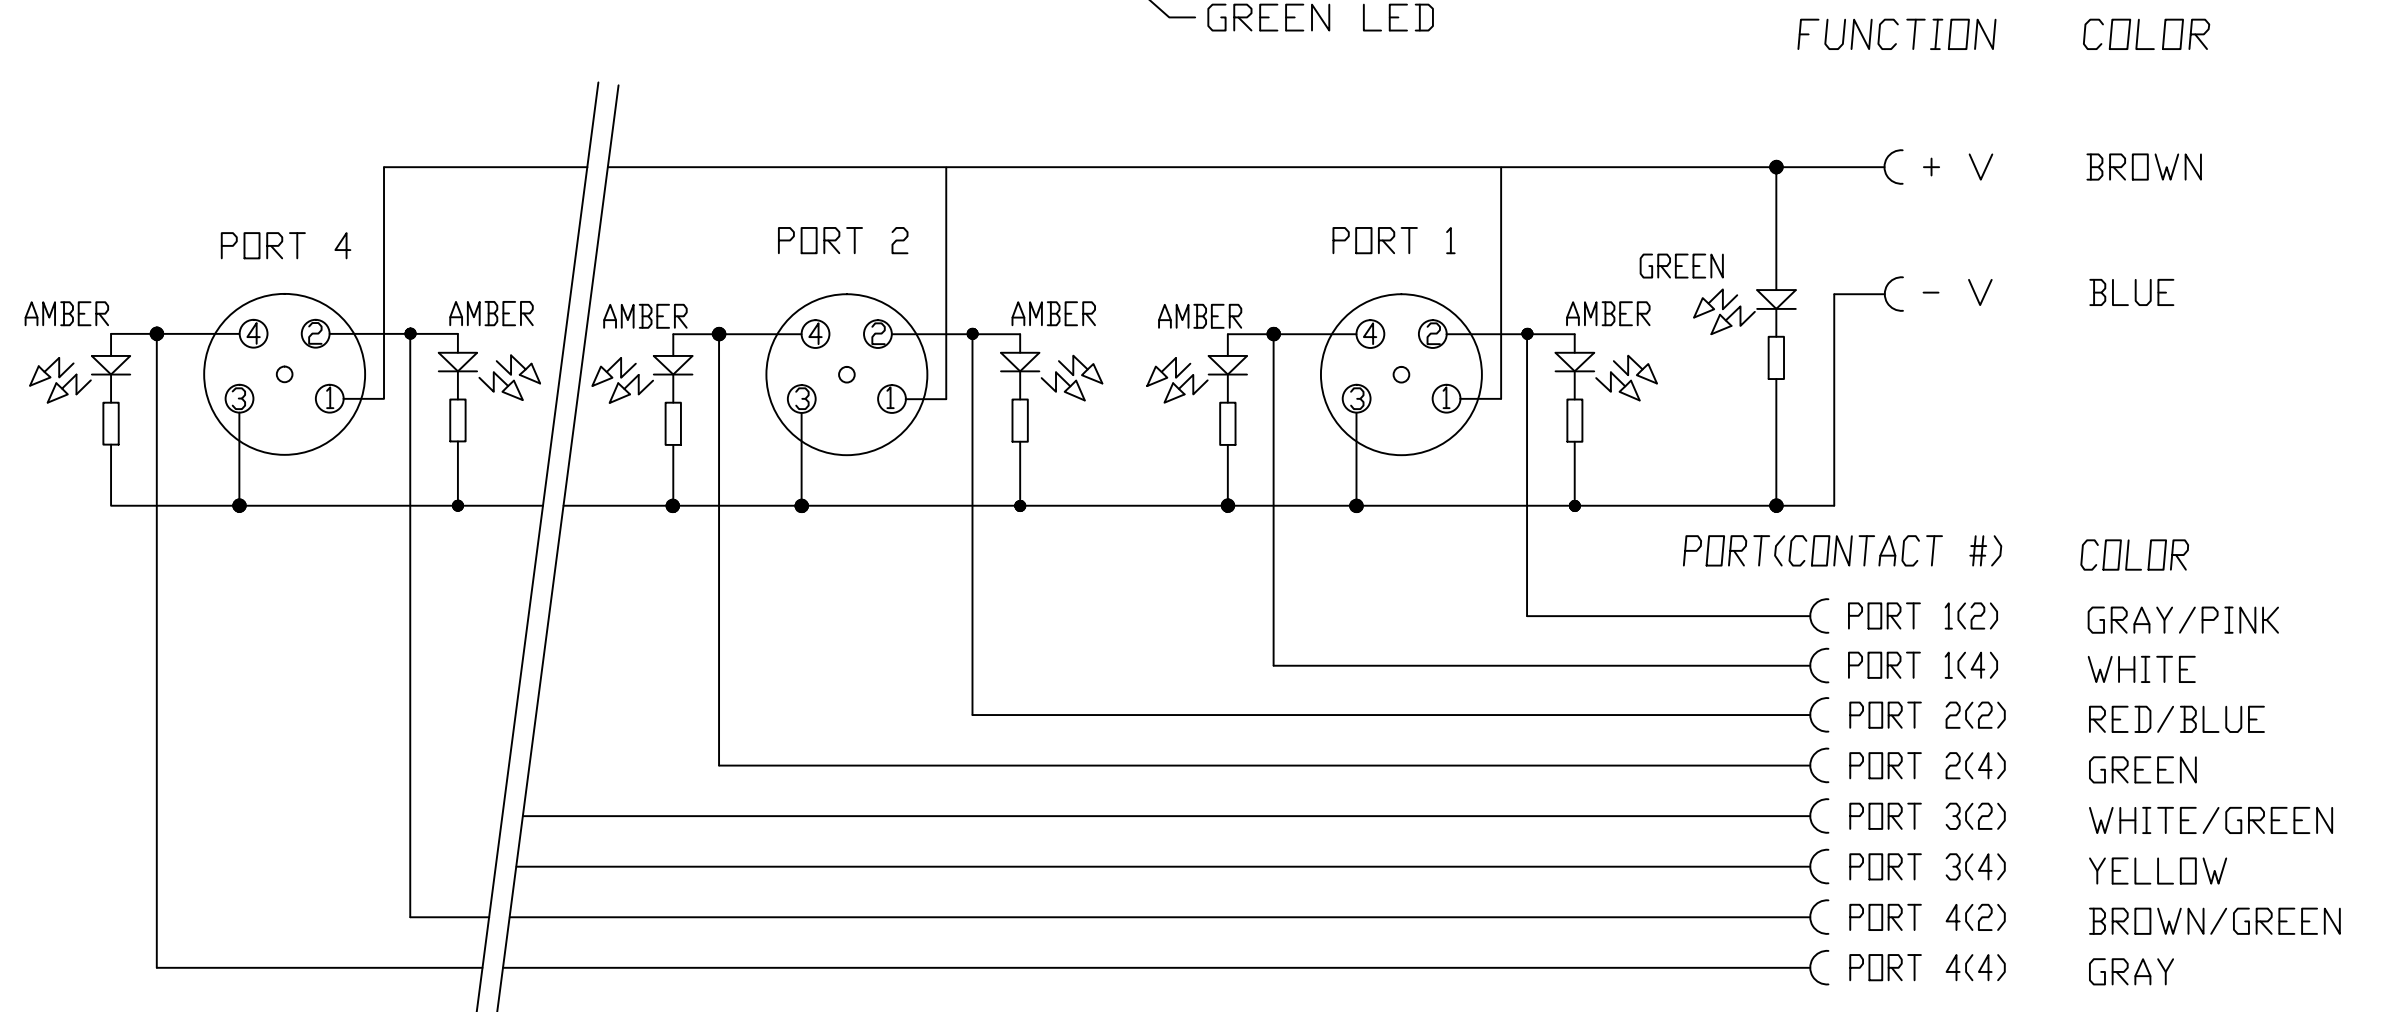 GREEN LED
FUNCTION COLOR
+ V BROWN
PORT 4 PORT 2 PORT 1
GREEN
- V BLUE
AMBER AMBER AMBER AMBER AMBER AMBER
4 2 4 2 4 2
3 1 3 1 3 1
PORT(CONTACT #) COLOR
PORT 1(2) GRAY/PINK
PORT 1(4) WHITE
PORT 2(2) RED/BLUE
PORT 2(4) GREEN
PORT 3(2) WHITE/GREEN
PORT 3(4) YELLOW
PORT 4(2) BROWN/GREEN
PORT 4(4) GRAY